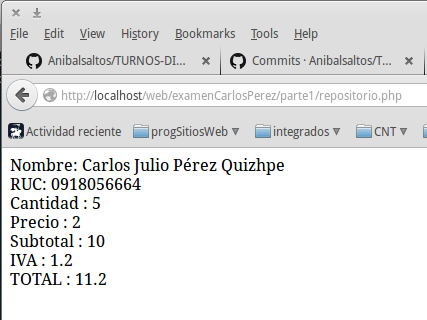 File Edit View History Bookmarks Tools Help
Anibalsaltos/TURNOS-DI... Commits · Anibalsaltos/T...
http://localhost/web/examenCarlosPerez/parte1/repositorio.php
Actividad reciente progSitiosWeb integrados CNT
Nombre: Carlos Julio Pérez Quizhpe
RUC: 0918056664
Cantidad : 5
Precio : 2
Subtotal : 10
IVA : 1.2
TOTAL : 11.2